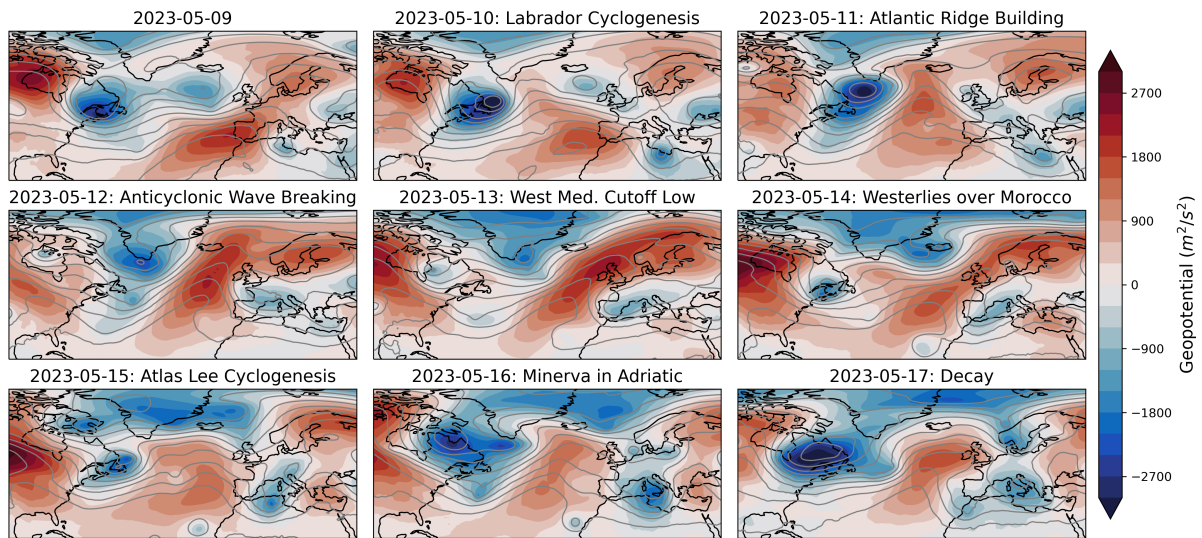 2023-05-09
2023-05-10: Labrador Cyclogenesis
2023-05-11: Atlantic Ridge Building
2023-05-12: Anticyclonic Wave Breaking
2023-05-13: West Med. Cutoff Low
2023-05-14: Westerlies over Morocco
2023-05-15: Atlas Lee Cyclogenesis
2023-05-16: Minerva in Adriatic
2023-05-17: Decay
2700
1800
900
0
−900
−1800
−2700
Geopotential (m²/s²)